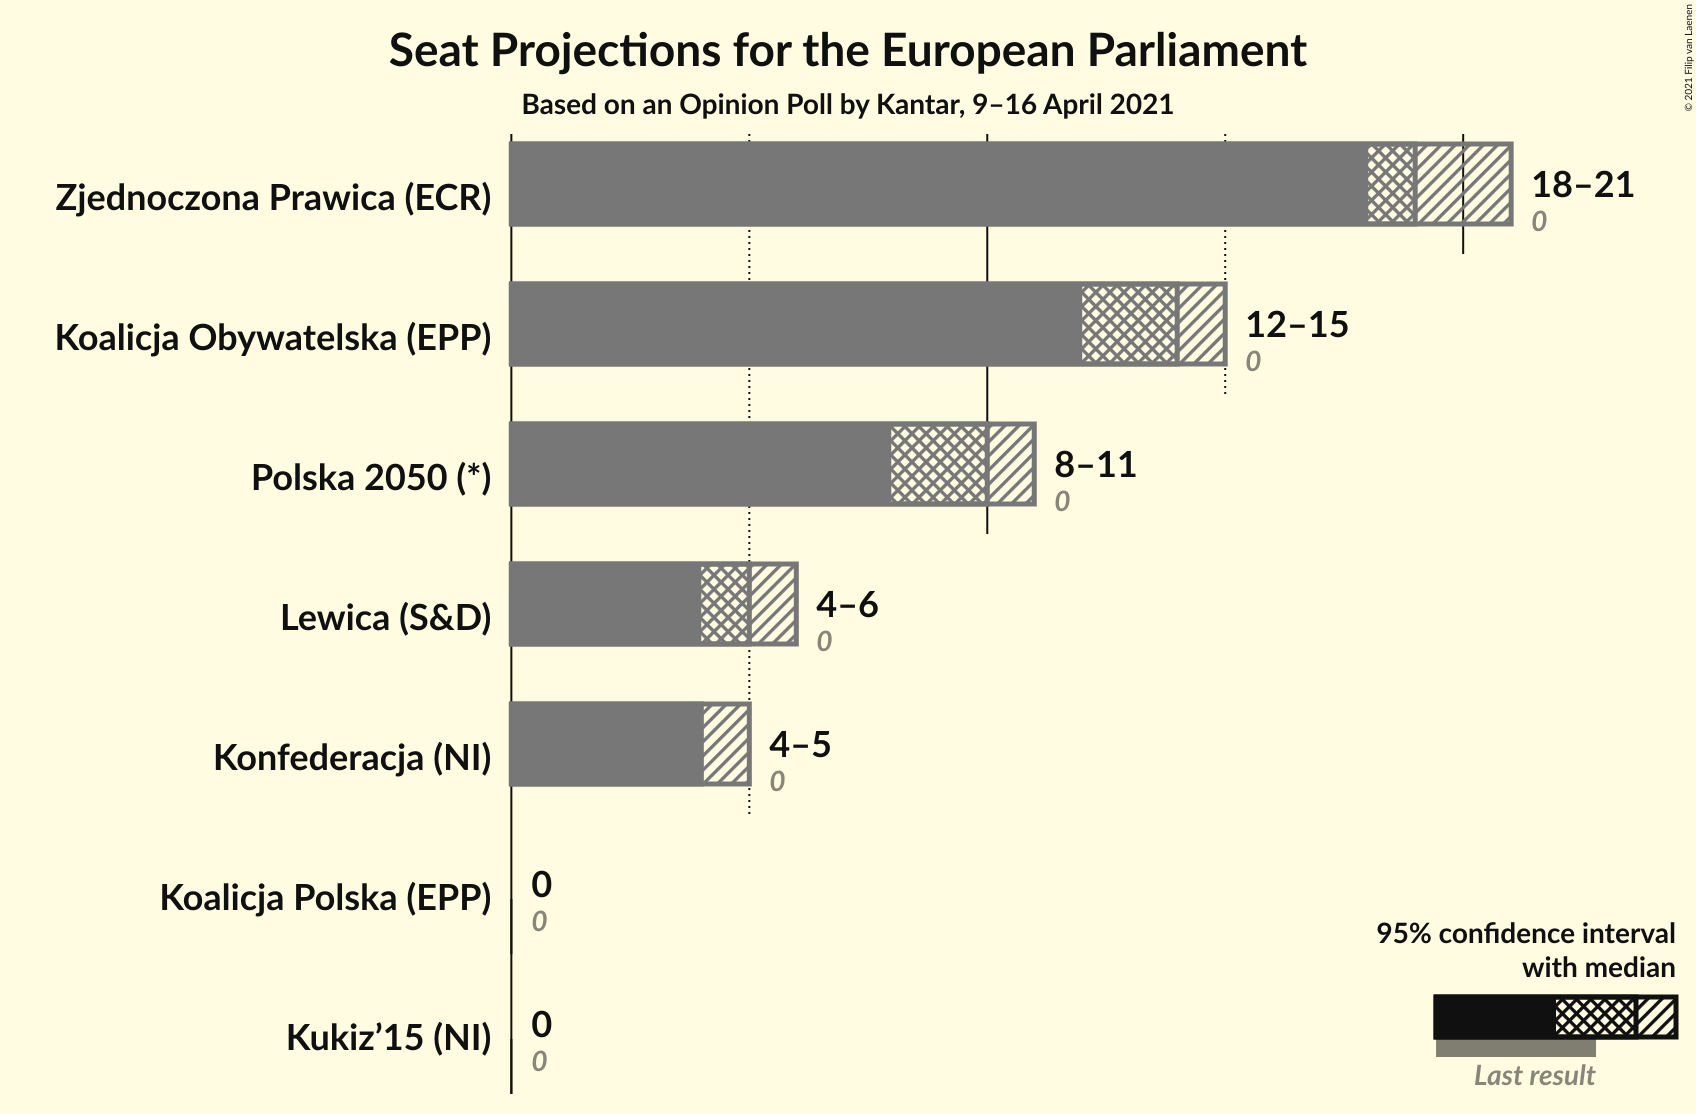 Seat Projections for the European Parliament
Based on an Opinion Poll by Kantar, 9–16 April 2021
© 2021 Filip van Laenen
Zjednoczona Prawica (ECR)
18–21
0
Koalicja Obywatelska (EPP)
12–15
0
Polska 2050 (*)
8–11
0
Lewica (S&D)
4–6
0
Konfederacja (NI)
4–5
0
Koalicja Polska (EPP)
0
0
Kukiz’15 (NI)
0
0
95% confidence interval
with median
Last result